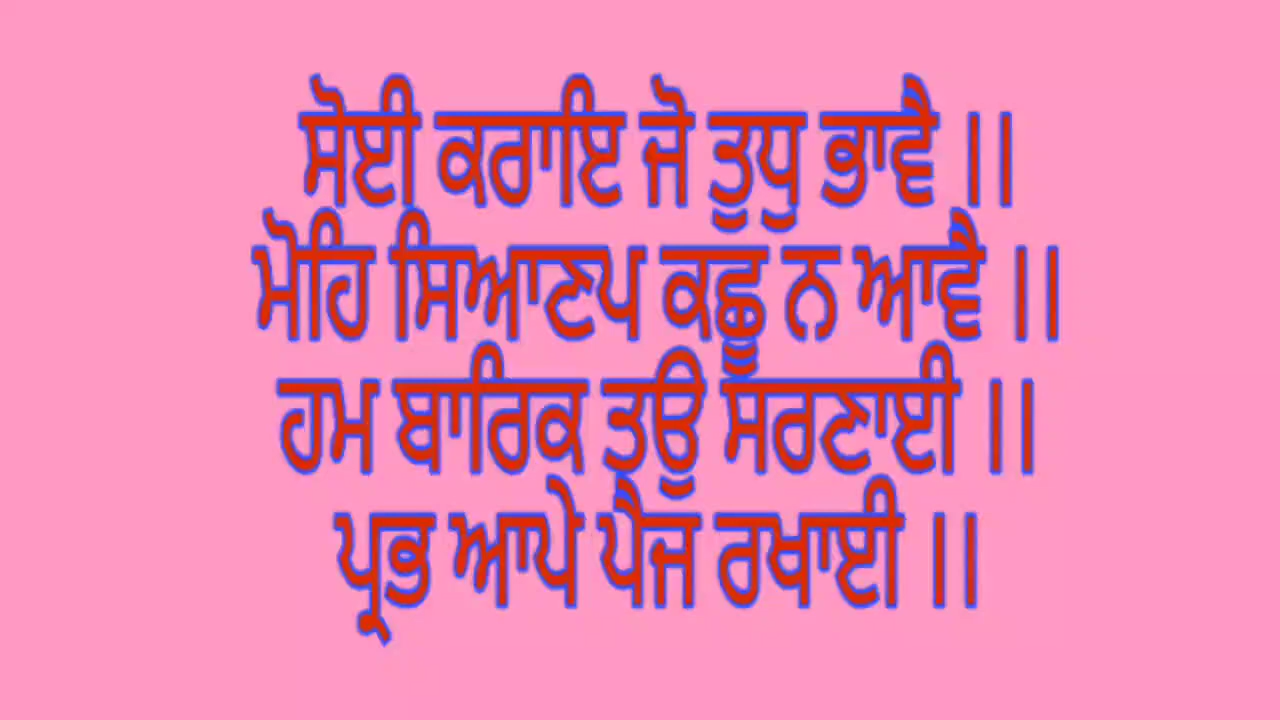 ਸੋਈ ਕਰਾਇ ਜੋ ਤੁਧੁ ਭਾਵੈ ।।
ਮੋਹਿ ਸਿਆਣਪ ਕਛੂ ਨ ਆਵੈ ।।
ਹਮ ਬਾਰਿਕ ਤਉ ਸਰਣਾਈ ।।
ਪ੍ਰਭ ਆਪੇ ਪੈਜ ਰਖਾਈ ।।